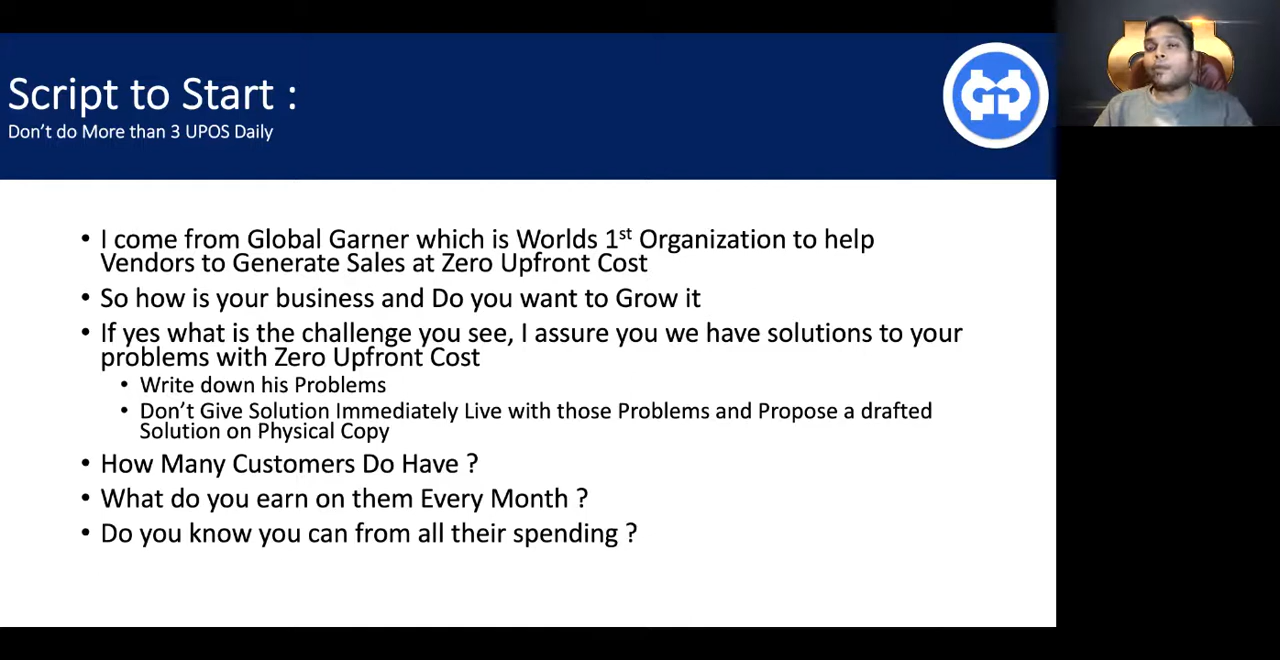 Script to Start :
Don't do More than 3 UPOS Daily
GG
• I come from Global Garner which is Worlds 1st Organization to help
Vendors to Generate Sales at Zero Upfront Cost
• So how is your business and Do you want to Grow it
• If yes what is the challenge you see, I assure you we have solutions to your
problems with Zero Upfront Cost
• Write down his Problems
• Don't Give Solution Immediately Live with those Problems and Propose a drafted
Solution on Physical Copy
• How Many Customers Do Have ?
• What do you earn on them Every Month ?
• Do you know you can from all their spending ?